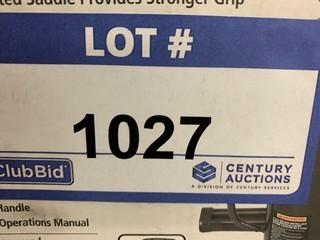 ted Saddle Provides Stronger Grip
LOT #
1027
ClubBid
CENTURY
AUCTIONS
A DIVISION OF CENTURY SERVICES
Handle
Operations Manual